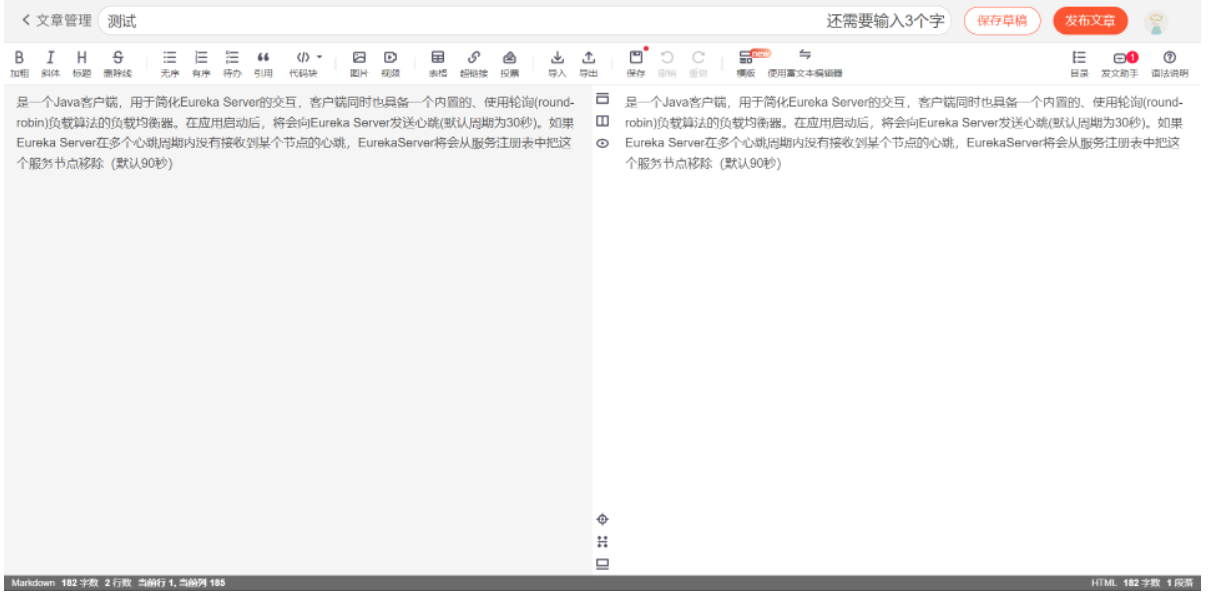 文章管理 测试 还需要输入3个字 保存草稿 发布文章
B I H S new 1
加粗 斜体 标题 删除线 无序 有序 待办 引用 代码块 图片 视频 表格 超链接 投票 导入 导出 保存 撤销 重做 模版 使用富文本编辑器 目录 发文助手 语法说明
是一个Java客户端，用于简化Eureka Server的交互，客户端同时也具备一个内置的、使用轮询(round-
robin)负载算法的负载均衡器。在应用启动后，将会向Eureka Server发送心跳(默认周期为30秒)。如果
Eureka Server在多个心跳周期内没有接收到某个节点的心跳，EurekaServer将会从服务注册表中把这
个服务节点移除（默认90秒）
是一个Java客户端，用于简化Eureka Server的交互，客户端同时也具备一个内置的、使用轮询(round-
robin)负载算法的负载均衡器。在应用启动后，将会向Eureka Server发送心跳(默认周期为30秒)。如果
Eureka Server在多个心跳周期内没有接收到某个节点的心跳，EurekaServer将会从服务注册表中把这
个服务节点移除（默认90秒）
Markdown 182 字数 2 行数 当前行 1, 当前列 185 HTML 182 字数 1 段落